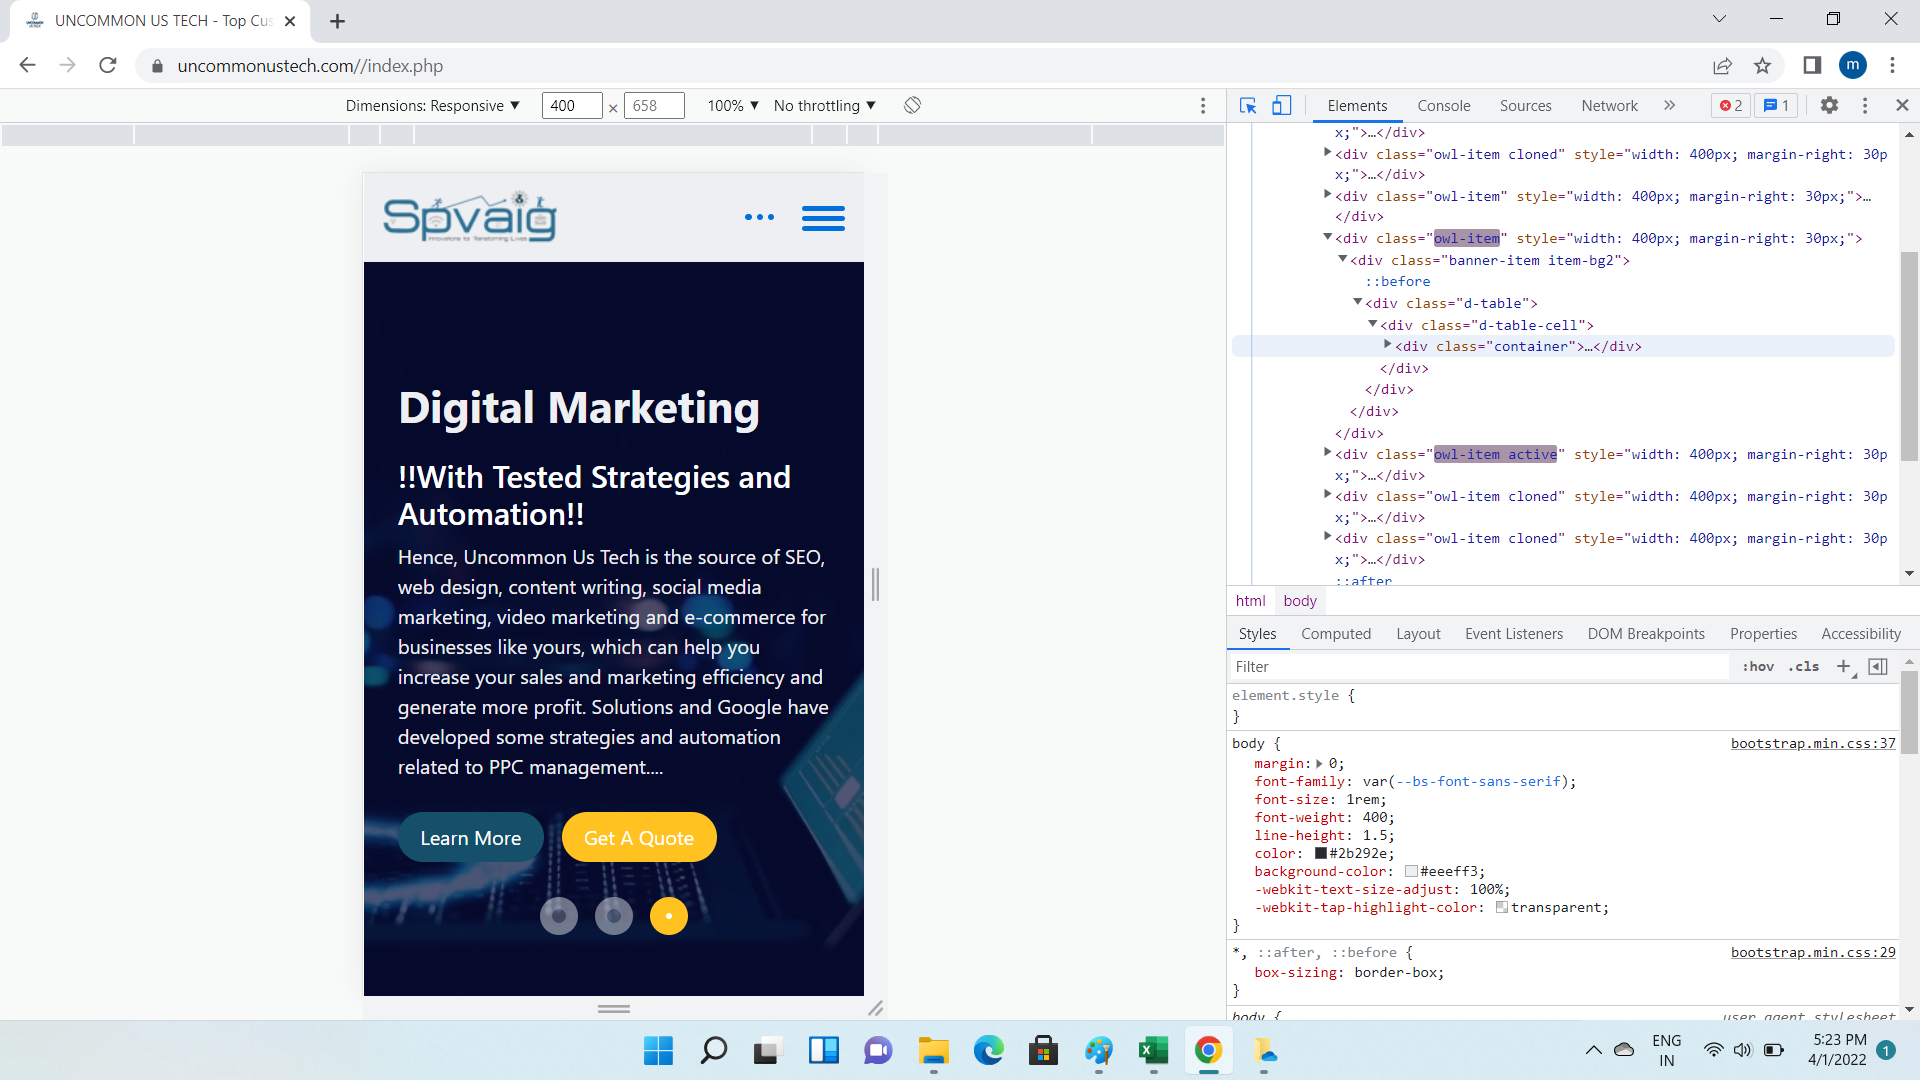 UNCOMMON US TECH - Top Cus
uncommonustech.com//index.php
m
Dimensions: Responsive ▼ 400 × 658 100% ▼ No throttling ▼
Elements Console Sources Network » 2 1
x;">…</div>
<div class="owl-item cloned" style="width: 400px; margin-right: 30p
x;">…</div>
<div class="owl-item" style="width: 400px; margin-right: 30px;">…
</div>
<div class="owl-item" style="width: 400px; margin-right: 30px;">
<div class="banner-item item-bg2">
::before
<div class="d-table">
<div class="d-table-cell">
<div class="container">…</div>
</div>
</div>
</div>
</div>
<div class="owl-item active" style="width: 400px; margin-right: 30p
x;">…</div>
<div class="owl-item cloned" style="width: 400px; margin-right: 30p
x;">…</div>
<div class="owl-item cloned" style="width: 400px; margin-right: 30p
x;">…</div>
::after
html body
Styles Computed Layout Event Listeners DOM Breakpoints Properties Accessibility
Filter :hov .cls +
element.style {
}
body { bootstrap.min.css:37
margin: 0;
font-family: var(--bs-font-sans-serif);
font-size: 1rem;
font-weight: 400;
line-height: 1.5;
color: #2b292e;
background-color: #eeeff3;
-webkit-text-size-adjust: 100%;
-webkit-tap-highlight-color: transparent;
}
*, ::after, ::before { bootstrap.min.css:29
box-sizing: border-box;
}
body { user agent stylesheet
Spvaig
Digital Marketing
!!With Tested Strategies and
Automation!!
Hence, Uncommon Us Tech is the source of SEO,
web design, content writing, social media
marketing, video marketing and e-commerce for
businesses like yours, which can help you
increase your sales and marketing efficiency and
generate more profit. Solutions and Google have
developed some strategies and automation
related to PPC management....
Learn More Get A Quote
ENG
IN
5:23 PM
4/1/2022
1